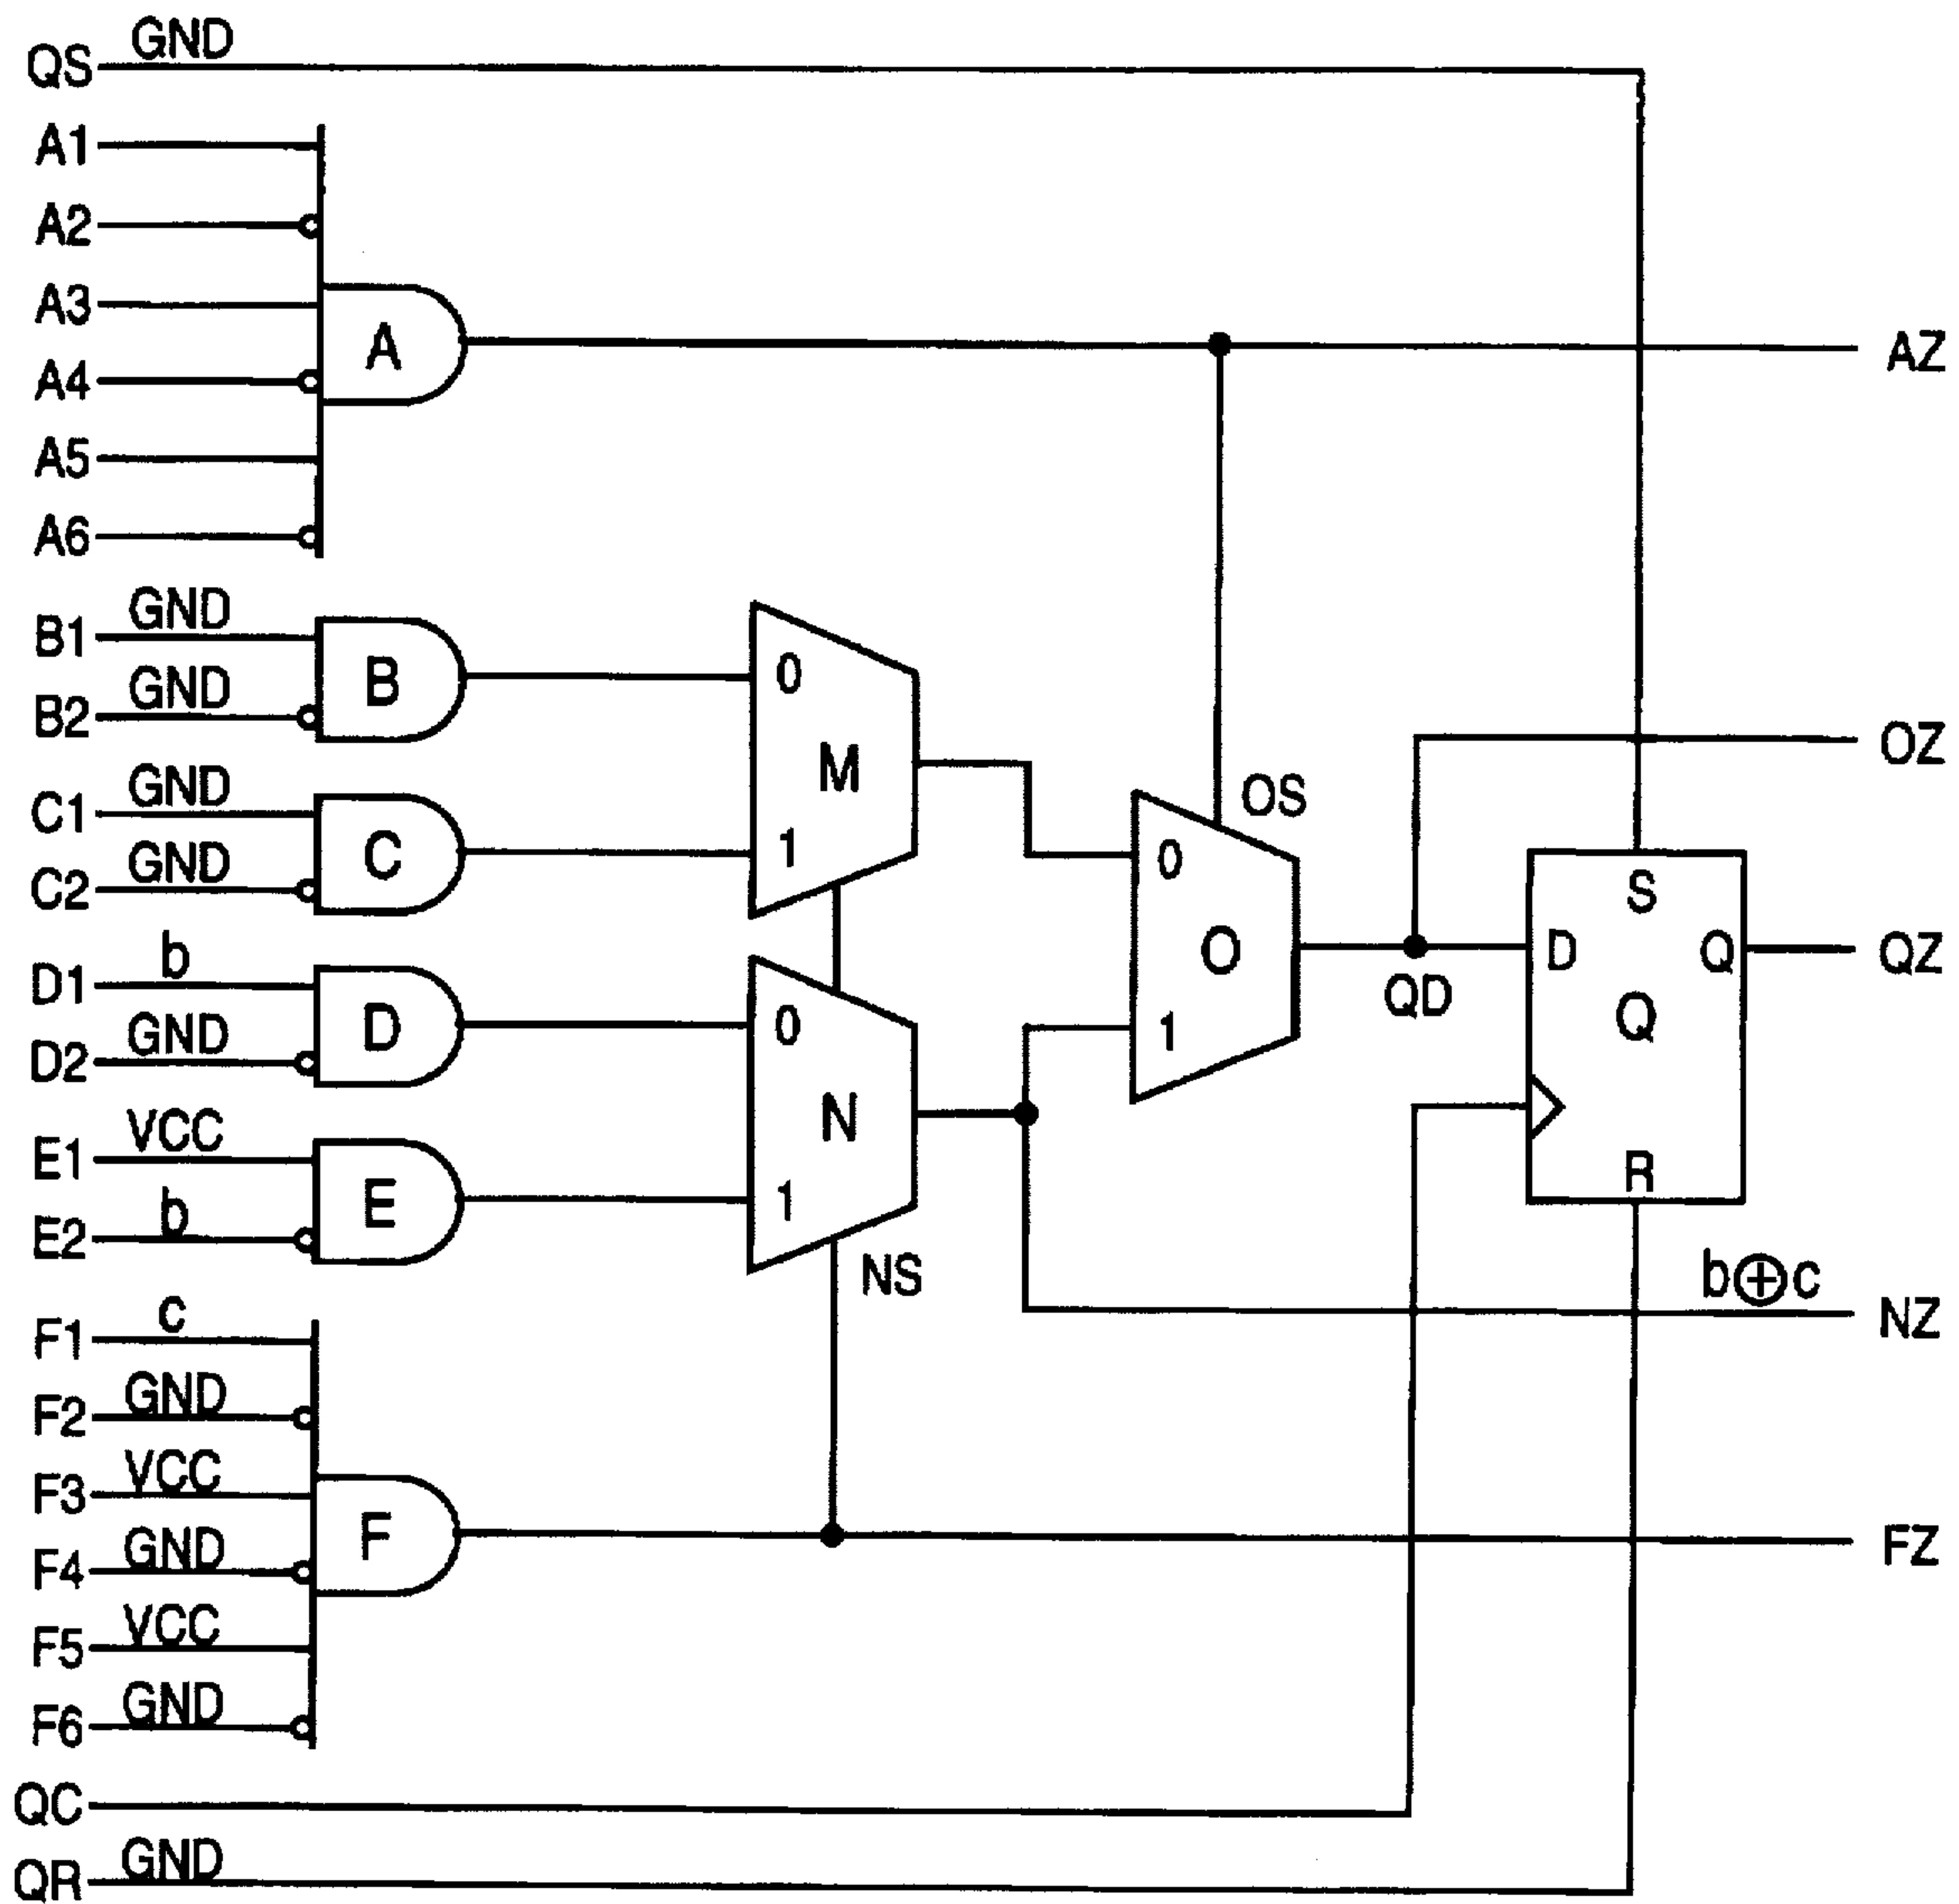 GND
QS
A1
A2
A3
A
AZ
A4
A5
A6
GND
B1
GND
B
0
B2
M
OZ
GND
C1
OS
GND
C
1
0
C2
S
b
D1
O
D
Q
QZ
GND
D
0
QD
Q
D2
1
VCC
N
E1
E
1
R
b
E2
NS
b⊕c
c
NZ
F1
GND
F2
VCC
F3
F
FZ
GND
F4
VCC
F5
GND
F6
QC
GND
QR